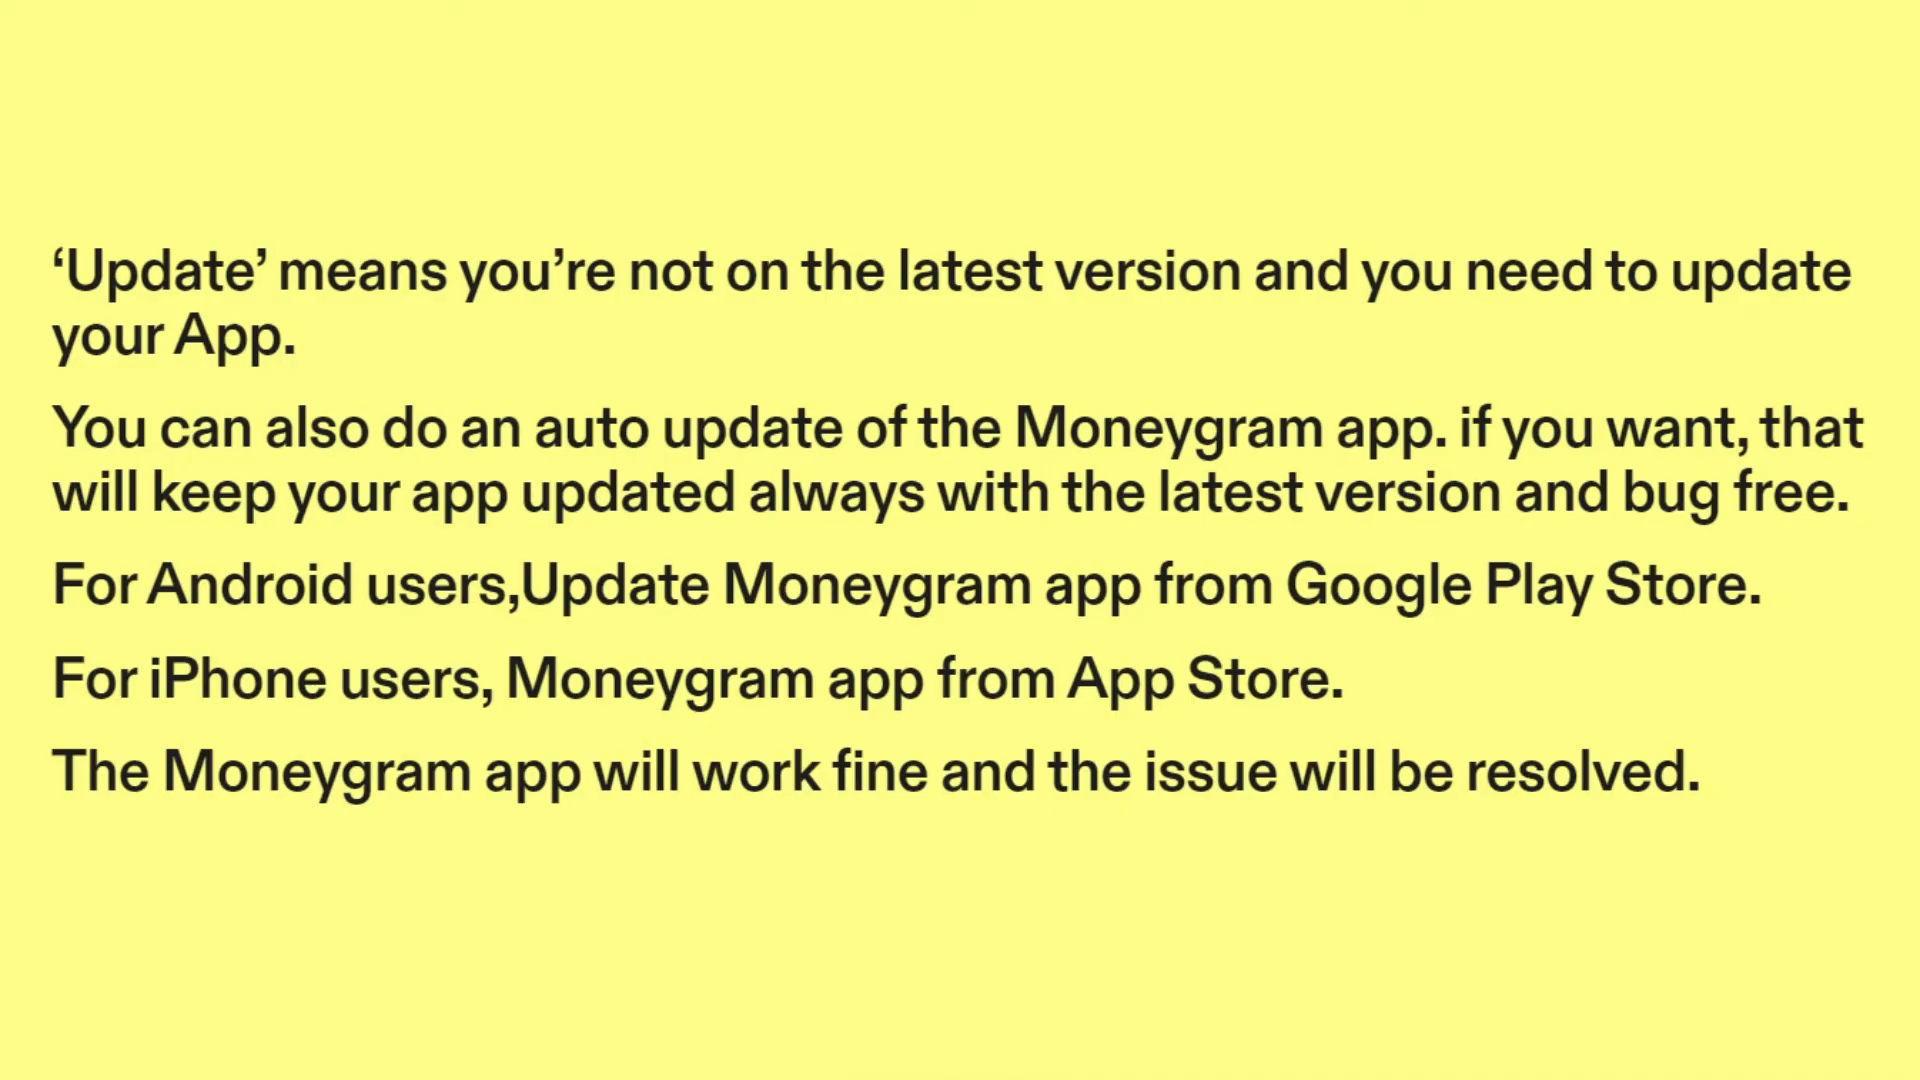 ‘Update’ means you’re not on the latest version and you need to update
your App.
You can also do an auto update of the Moneygram app. if you want, that
will keep your app updated always with the latest version and bug free.
For Android users,Update Moneygram app from Google Play Store.
For iPhone users, Moneygram app from App Store.
The Moneygram app will work fine and the issue will be resolved.